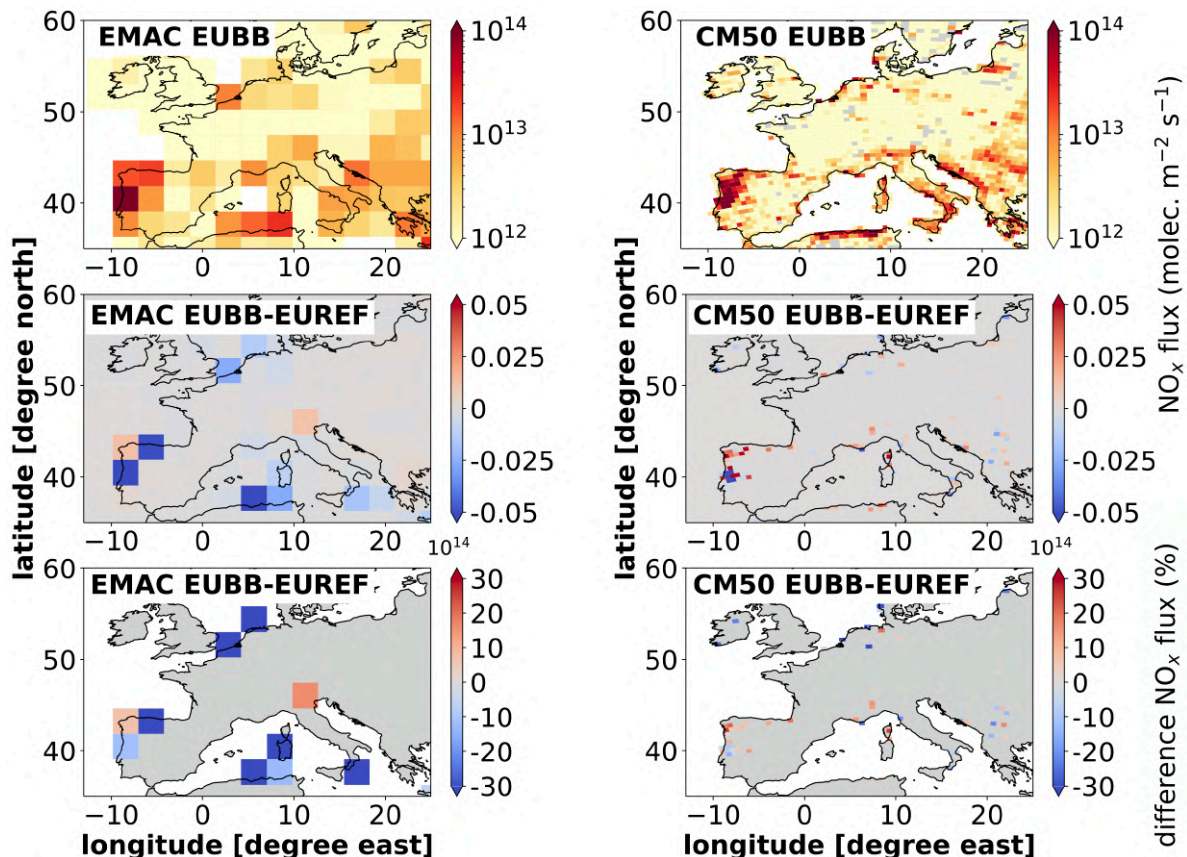 EMAC EUBB
60
50
40
−10 0 10 20
10^14
10^13
10^12
CM50 EUBB
−10 0 10 20
10^14
10^13
10^12
EMAC EUBB-EUREF
60
50
40
−10 0 10 20
0.05
0.025
0
-0.025
-0.05
10^14
CM50 EUBB-EUREF
60
50
40
−10 0 10 20
0.05
0.025
0
-0.025
-0.05
10^14
EMAC EUBB-EUREF
60
50
40
−10 0 10 20
30
20
10
0
-10
-20
-30
CM50 EUBB-EUREF
60
50
40
−10 0 10 20
30
20
10
0
-10
-20
-30
latitude [degree north]
latitude [degree north]
longitude [degree east]
longitude [degree east]
NO_x flux (molec. m^−2 s^−1)
difference NO_x flux (%)